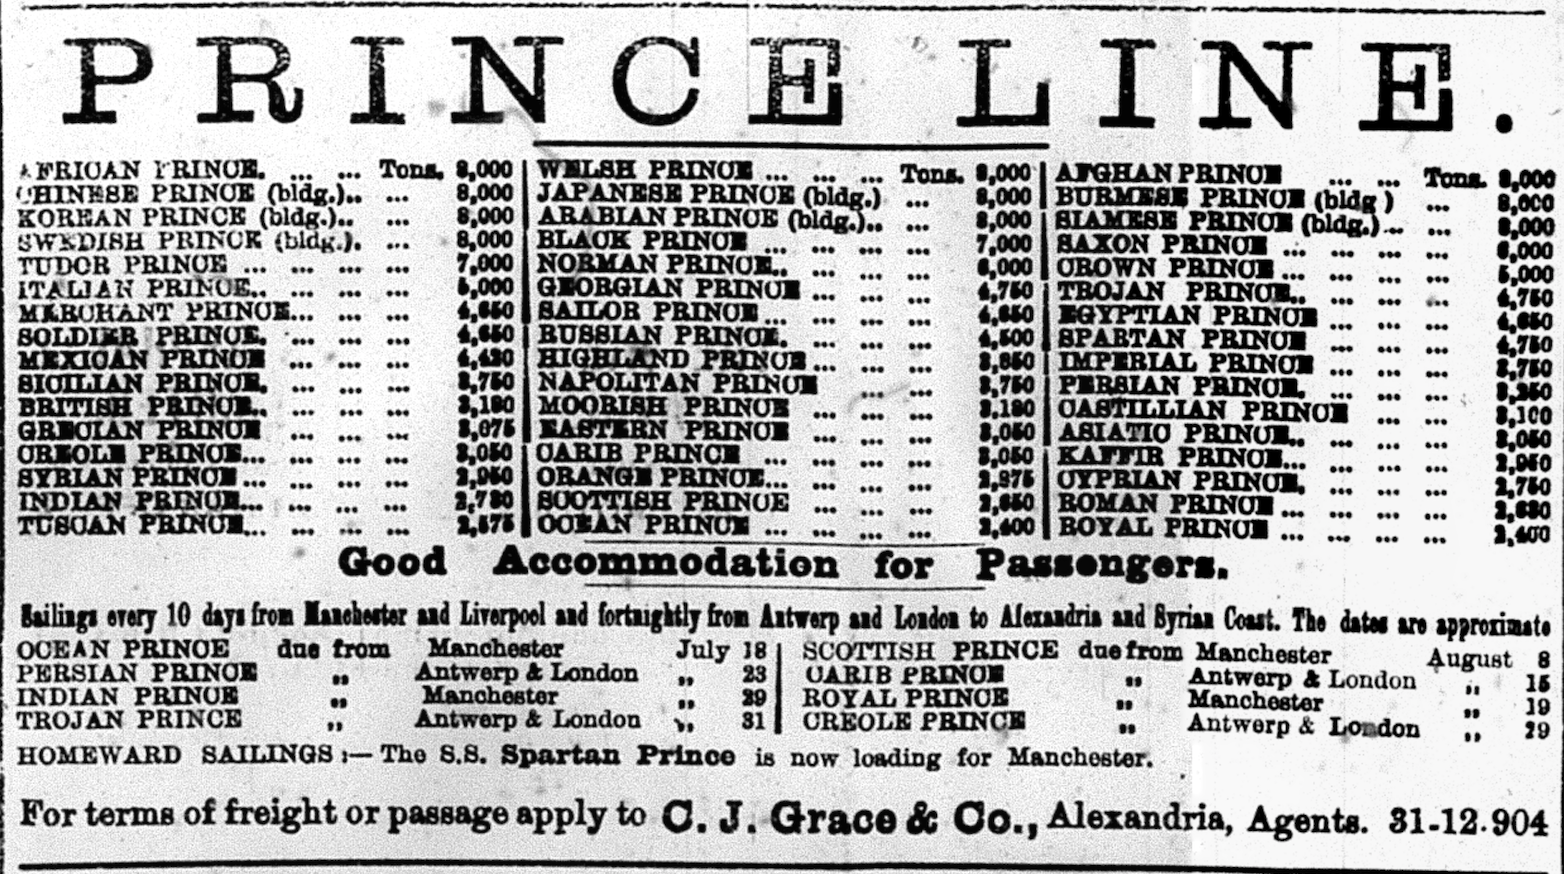 PRINCE LINE.
AFRICAN PRINCE. ... ... Tons. 8,000
CHINESE PRINCE (bldg.).. ... 8,000
KOREAN PRINCE (bldg.).. ... 8,000
SWEDISH PRINCE (bldg.). ... 8,000
TUDOR PRINCE ... ... ... ... 7,000
ITALIAN PRINCE.. ... ... ... 5,000
MERCHANT PRINCE... ... ... ... 4,650
SOLDIER PRINCE. ... ... ... 4,650
MEXICAN PRINCE ... ... ... 4,430
SICILIAN PRINCE. ... ... ... 3,750
BRITISH PRINCE.. ... ... ... 3,180
GRECIAN PRINCE ... ... ... 3,075
CREOLE PRINCE... ... ... ... 3,050
SYRIAN PRINCE ... ... ... ... 2,950
INDIAN PRINCE... ... ... ... 2,780
TUSCAN PRINCE... ... ... ... 2,575
WELSH PRINCE ... ... ... Tons. 8,000
JAPANESE PRINCE (bldg.) ... 8,000
ARABIAN PRINCE (bldg.).. ... 8,000
BLACK PRINCE ... ... ... ... 7,000
NORMAN PRINCE.. ... ... ... 6,000
GEORGIAN PRINCE ... ... ... 4,750
SAILOR PRINCE ... ... ... ... 4,650
RUSSIAN PRINCE. ... ... ... 4,500
HIGHLAND PRINCE... ... ... 3,850
NAPOLITAN PRINCE ... ... 3,750
MOORISH PRINCE ... ... ... 3,180
EASTERN PRINCE ... ... ... 3,050
CARIB PRINCE ... ... ... ... 3,050
ORANGE PRINCE... ... ... ... 2,875
SCOTTISH PRINCE ... ... ... 2,650
OCEAN PRINCE ... ... ... ... 2,400
AFGHAN PRINCE ... ... Tons. 8,000
BURMESE PRINCE (bldg ) ... 8,000
SIAMESE PRINCE (bldg.)... ... 8,000
SAXON PRINCE ... ... ... ... 6,000
CROWN PRINCE ... ... ... ... 5,000
TROJAN PRINCE.. ... ... ... 4,750
EGYPTIAN PRINCE ... ... ... 4,650
SPARTAN PRINCE ... ... ... 4,750
IMPERIAL PRINCE ... ... ... 3,750
PERSIAN PRINCE. ... ... ... 3,350
CASTILLIAN PRINCE ... ... 3,100
ASIATIC PRINCE.. ... ... ... 3,050
KAFFIR PRINCE... ... ... ... 2,950
CYPRIAN PRINCE. ... ... ... 2,750
ROMAN PRINCE ... ... ... ...
ROYAL PRINCE ... ... ... ... 2,400
Good Accommodation for Passengers.
Sailings every 10 days from Manchester and Liverpool and fortnightly from Antwerp and London to Alexandria and Syrian Coast. The dates are approximate
OCEAN PRINCE due from Manchester July 18
PERSIAN PRINCE „ Antwerp & London „ 23
INDIAN PRINCE „ Manchester „ 29
TROJAN PRINCE „ Antwerp & London „ 31
SCOTTISH PRINCE due from Manchester August 8
CARIB PRINCE „ Antwerp & London „ 15
ROYAL PRINCE „ Manchester „ 19
CREOLE PRINCE „ Antwerp & London „ 29
HOMEWARD SAILINGS :— The S.S. Spartan Prince is now loading for Manchester.
For terms of freight or passage apply to C. J. Grace & Co., Alexandria, Agents. 31-12-904